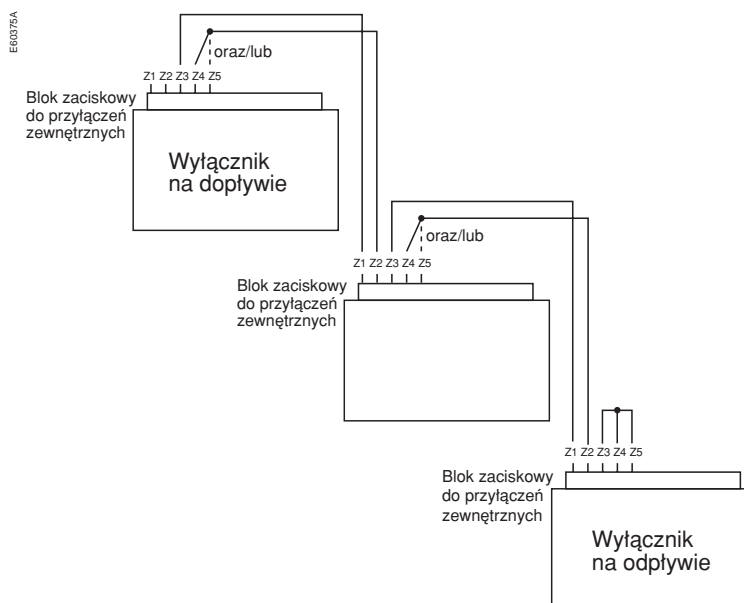 E60375A
oraz/lub
Z1 Z2 Z3 Z4 Z5
Blok zaciskowy
do przyłączeń
zewnętrznych
Wyłącznik
na dopływie
oraz/lub
Z1 Z2 Z3 Z4 Z5
Blok zaciskowy
do przyłączeń
zewnętrznych
Z1 Z2 Z3 Z4 Z5
Blok zaciskowy
do przyłączeń
zewnętrznych
Wyłącznik
na odpływie